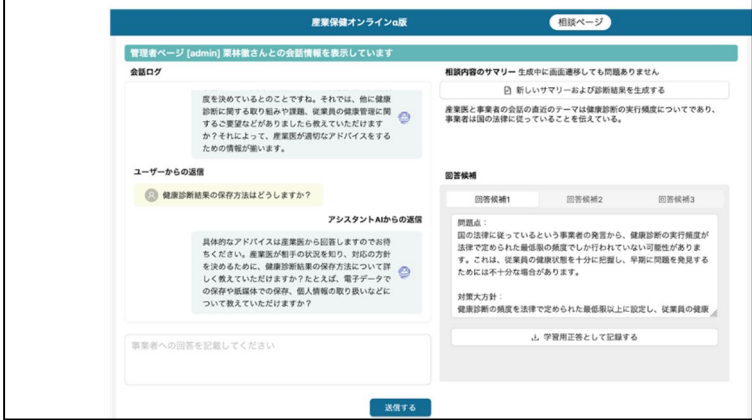 産業保健オンラインα版
相談ページ
管理者ページ [admin] 栗林徹さんとの会話情報を表示しています
会話ログ
度を決めているとのことですね。それでは、他に健康
診断に関する取り組みや課題、従業員の健康管理に関
するご要望などがありましたら教えていただけます
か？それによって、産業医が適切なアドバイスをする
ための情報が揃います。
ユーザーからの返信
健康診断結果の保存方法はどうしますか？
アシスタントAIからの返信
具体的なアドバイスは産業医から回答しますのでお待
ちください。産業医が相手の状況を知り、対応の方針
を決めるために、健康診断結果の保存方法について詳
しく教えていただけますか？たとえば、電子データで
の保存や紙媒体での保存、個人情報の取り扱いなどに
ついて教えていただけますか？
事業者への回答を記載してください
送信する
相談内容のサマリー 生成中に画面遷移しても問題ありません
新しいサマリーおよび診断結果を生成する
産業医と事業者の会話の直近のテーマは健康診断の実行頻度についてであり、
事業者は国の法律に従っていることを伝えている。
回答候補
回答候補1
回答候補2
回答候補3
問題点：
国の法律に従っているという事業者の発言から、健康診断の実行頻度が
法律で定められた最低限の頻度でしか行われていない可能性がありま
す。これは、従業員の健康状態を十分に把握し、早期に問題を発見する
ためには不十分な場合があります。
対策大方針：
健康診断の頻度を法律で定められた最低限以上に設定し、従業員の健康
学習用正答として記録する